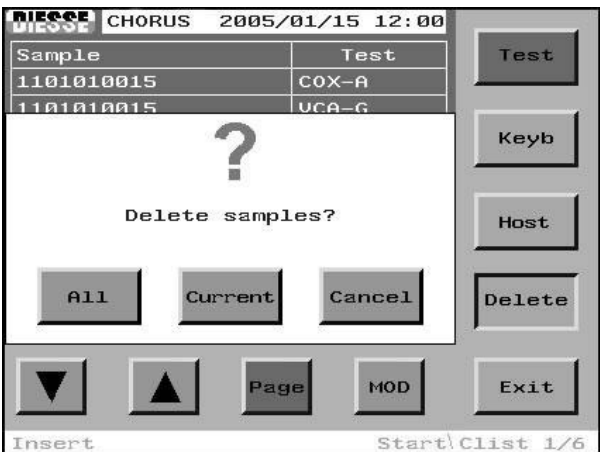 DIESSE CHORUS 2005/01/15 12:00
Sample Test
1101010015 COX-A
1101010015 VCA-G
?
Delete samples?
All Current Cancel
Test
Keyb
Host
Delete
Page MOD Exit
Insert Start\Clist 1/6